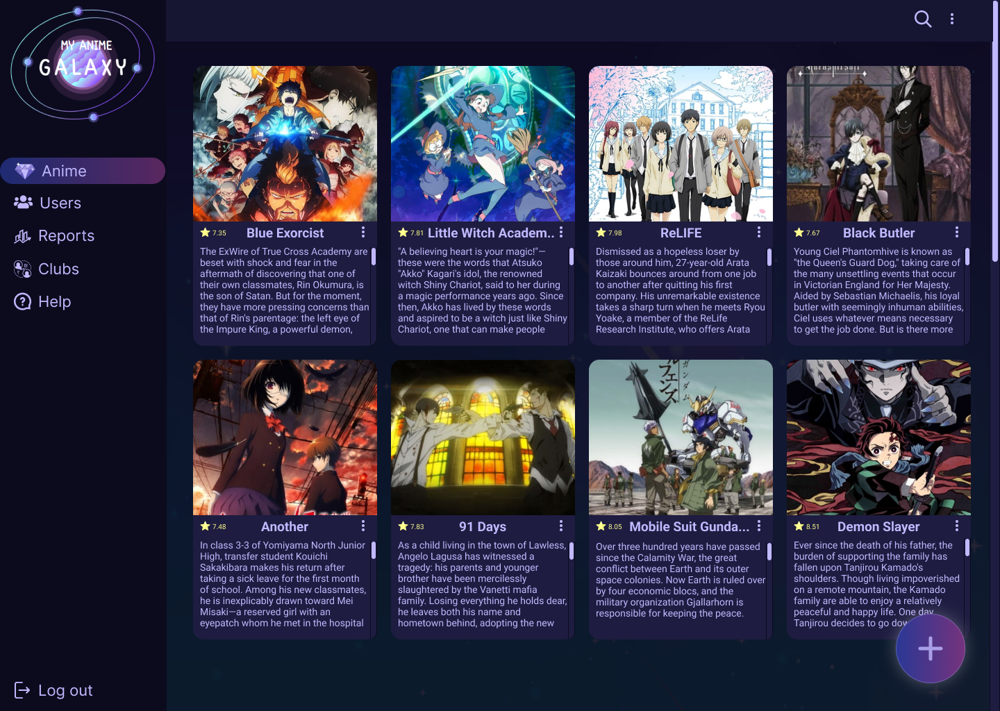 MY ANIME
GALAXY
Anime
Users
Reports
Clubs
Help
Log out
7.35
Blue Exorcist
The ExWire of True Cross Academy are
beset with shock and fear in the
aftermath of discovering that one of
their own classmates, Rin Okumura, is
the son of Satan. But for the moment,
they have more pressing concerns than
that of Rin's parentage: the left eye of
the Impure King, a powerful demon,
7.81
Little Witch Academ..
"A believing heart is your magic!"—
these were the words that Atsuko
"Akko" Kagari's idol, the renowned
witch Shiny Chariot, said to her during
a magic performance years ago. Since
then, Akko has lived by these words
and aspired to be a witch just like Shiny
Chariot, one that can make people
7.98
ReLIFE
Dismissed as a hopeless loser by
those around him, 27-year-old Arata
Kaizaki bounces around from one job
to another after quitting his first
company. His unremarkable existence
takes a sharp turn when he meets Ryou
Yoake, a member of the ReLife
Research Institute, who offers Arata
7.67
Black Butler
Young Ciel Phantomhive is known as
"the Queen's Guard Dog," taking care of
the many unsettling events that occur
in Victorian England for Her Majesty.
Aided by Sebastian Michaelis, his loyal
butler with seemingly inhuman abilities,
Ciel uses whatever means necessary
to get the job done. But is there more
7.48
Another
In class 3-3 of Yomiyama North Junior
High, transfer student Kouichi
Sakakibara makes his return after
taking a sick leave for the first month
of school. Among his new classmates,
he is inexplicably drawn toward Mei
Misaki—a reserved girl with an
eyepatch whom he met in the hospital
7.83
91 Days
As a child living in the town of Lawless,
Angelo Lagusa has witnessed a
tragedy: his parents and younger
brother have been mercilessly
slaughtered by the Vanetti mafia
family. Losing everything he holds dear,
he leaves both his name and
hometown behind, adopting the new
ガンダム
ルフェンズ
8.05
Mobile Suit Gunda...
Over three hundred years have passed
since the Calamity War, the great
conflict between Earth and its outer
space colonies. Now Earth is ruled over
by four economic blocs, and the
military organization Gjallarhorn is
responsible for keeping the peace.
8.51
Demon Slayer
Ever since the death of his father, the
burden of supporting the family has
fallen upon Tanjirou Kamado's
shoulders. Though living impoverished
on a remote mountain, the Kamado
family are able to enjoy a relatively
peaceful and happy life. One day,
Tanjirou decides to go